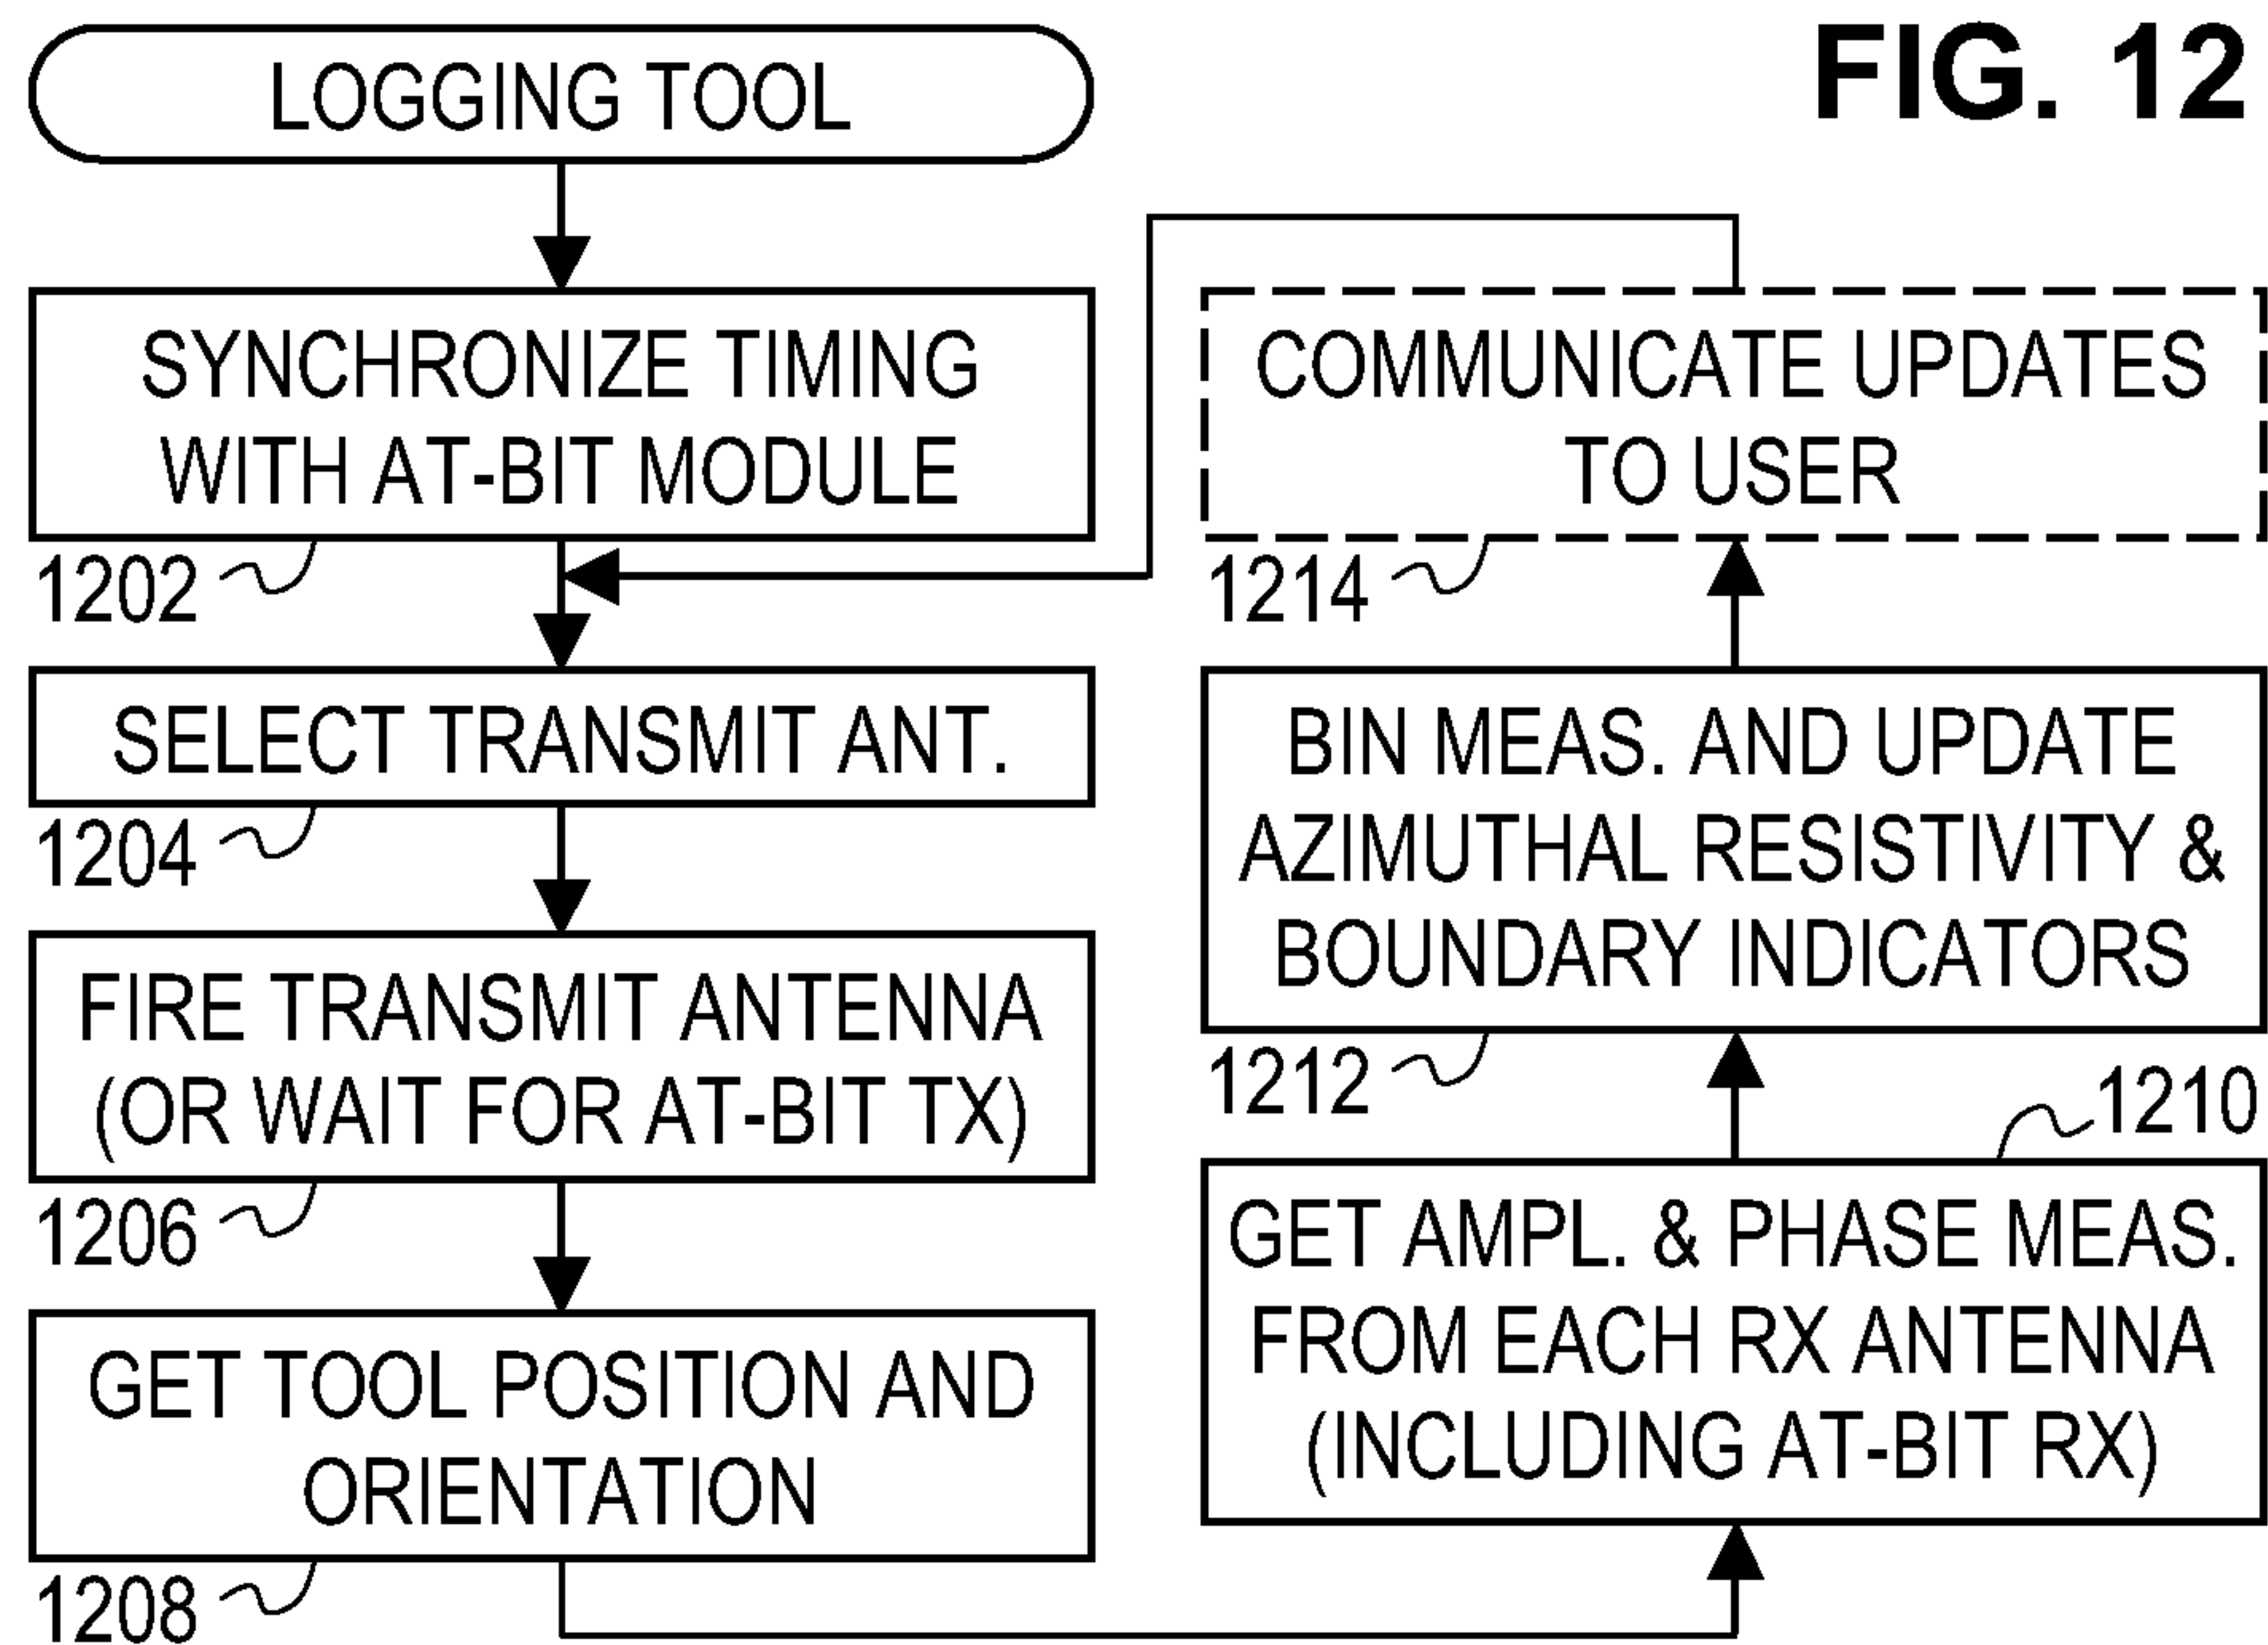 FIG. 12
LOGGING TOOL
SYNCHRONIZE TIMING
WITH AT-BIT MODULE
1202
SELECT TRANSMIT ANT.
1204
FIRE TRANSMIT ANTENNA
(OR WAIT FOR AT-BIT TX)
1206
GET TOOL POSITION AND
ORIENTATION
1208
COMMUNICATE UPDATES
TO USER
1214
BIN MEAS. AND UPDATE
AZIMUTHAL RESISTIVITY &
BOUNDARY INDICATORS
1212
1210
GET AMPL. & PHASE MEAS.
FROM EACH RX ANTENNA
(INCLUDING AT-BIT RX)